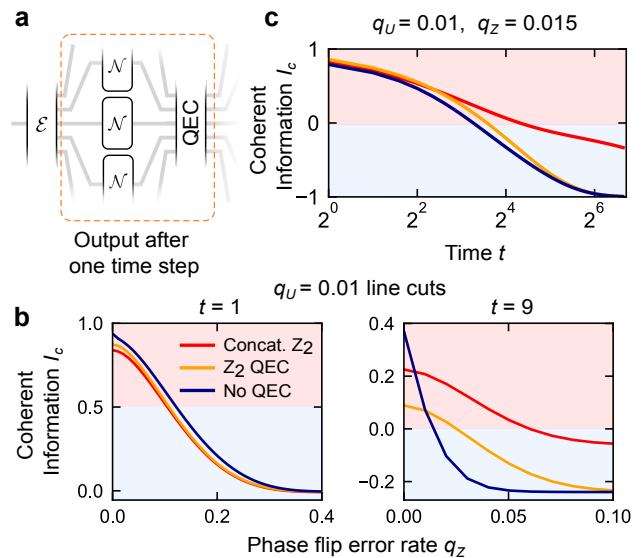 a
ℰ
𝒩
𝒩
𝒩
QEC
Output after
one time step
c
q_U = 0.01, q_Z = 0.015
Coherent
Information I_c
1
0
−1
2^0
2^2
2^4
2^6
Time t
q_U = 0.01 line cuts
b
t = 1
Coherent
Information I_c
1.0
0.5
0.0
Concat. Z_2
Z_2 QEC
No QEC
0.0
0.2
0.4
t = 9
0.4
0.2
0.0
−0.2
0.00
0.05
0.10
Phase flip error rate q_Z